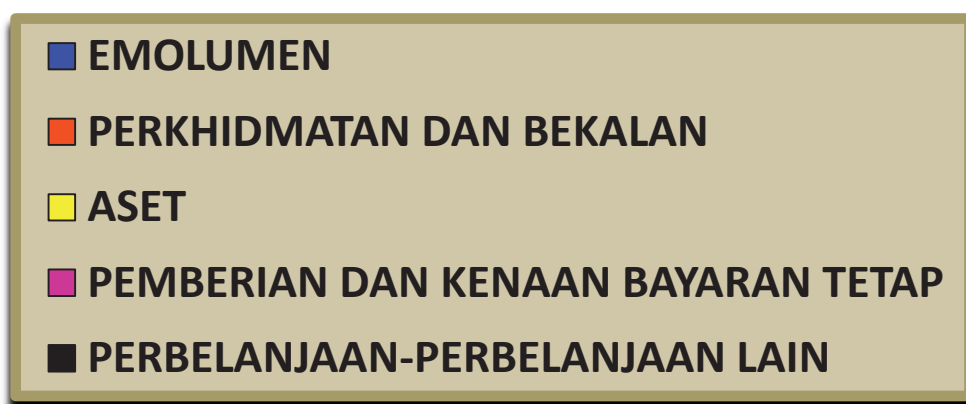 EMOLUMEN
PERKHIDMATAN DAN BEKALAN
ASET
PEMBERIAN DAN KENAAN BAYARAN TETAP
PERBELANJAAN-PERBELANJAAN LAIN